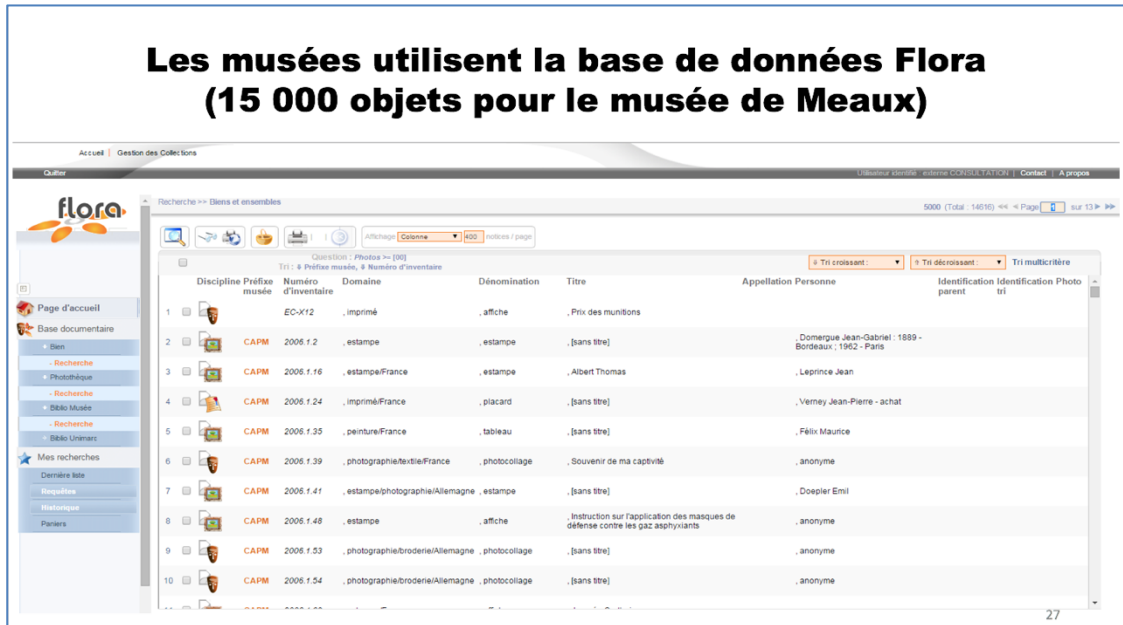 Les musées utilisent la base de données Flora
(15 000 objets pour le musée de Meaux)
Accueil | Gestion des Collections
Quitter
Utilisateur identifié : externe CONSULTATION | Contact | A propos
flora
Recherche >> Biens et ensembles
5000 (Total : 14616) << < Page 1 sur 13
Affichage Colonne 400 notices / page
Question : Photos >= [00]
Tri : Préfixe musée, Numéro d'inventaire
Tri croissant : Tri décroissant : Tri multicritère
Discipline Préfixe musée Numéro d'inventaire Domaine Dénomination Titre Appellation Personne Identification parent Identification tri Photo
1 EC-X12 , imprimé , affiche , Prix des munitions
2 CAPM 2006.1.2 , estampe , estampe , [sans titre] , Domergue Jean-Gabriel : 1889 -
Bordeaux ; 1962 - Paris
3 CAPM 2006.1.16 , estampe/France , estampe , Albert Thomas , Leprince Jean
4 CAPM 2006.1.24 , imprimé/France , placard , [sans titre] , Verney Jean-Pierre - achat
5 CAPM 2006.1.35 , peinture/France , tableau , [sans titre] , Félix Maurice
6 CAPM 2006.1.39 , photographie/textile/France , photocollage , Souvenir de ma captivité , anonyme
7 CAPM 2006.1.41 , estampe/photographie/Allemagne , estampe , [sans titre] , Doepler Emil
8 CAPM 2006.1.48 , estampe , affiche , Instruction sur l'application des masques de
défense contre les gaz asphyxiants , anonyme
9 CAPM 2006.1.53 , photographie/broderie/Allemagne , photocollage , [sans titre] , anonyme
10 CAPM 2006.1.54 , photographie/broderie/Allemagne , photocollage , [sans titre] , anonyme
Page d'accueil
Base documentaire
Bien
- Recherche
Photothèque
- Recherche
Biblio Musée
- Recherche
Biblio Unimarc
Mes recherches
Dernière liste
Requêtes
Historique
Paniers
27